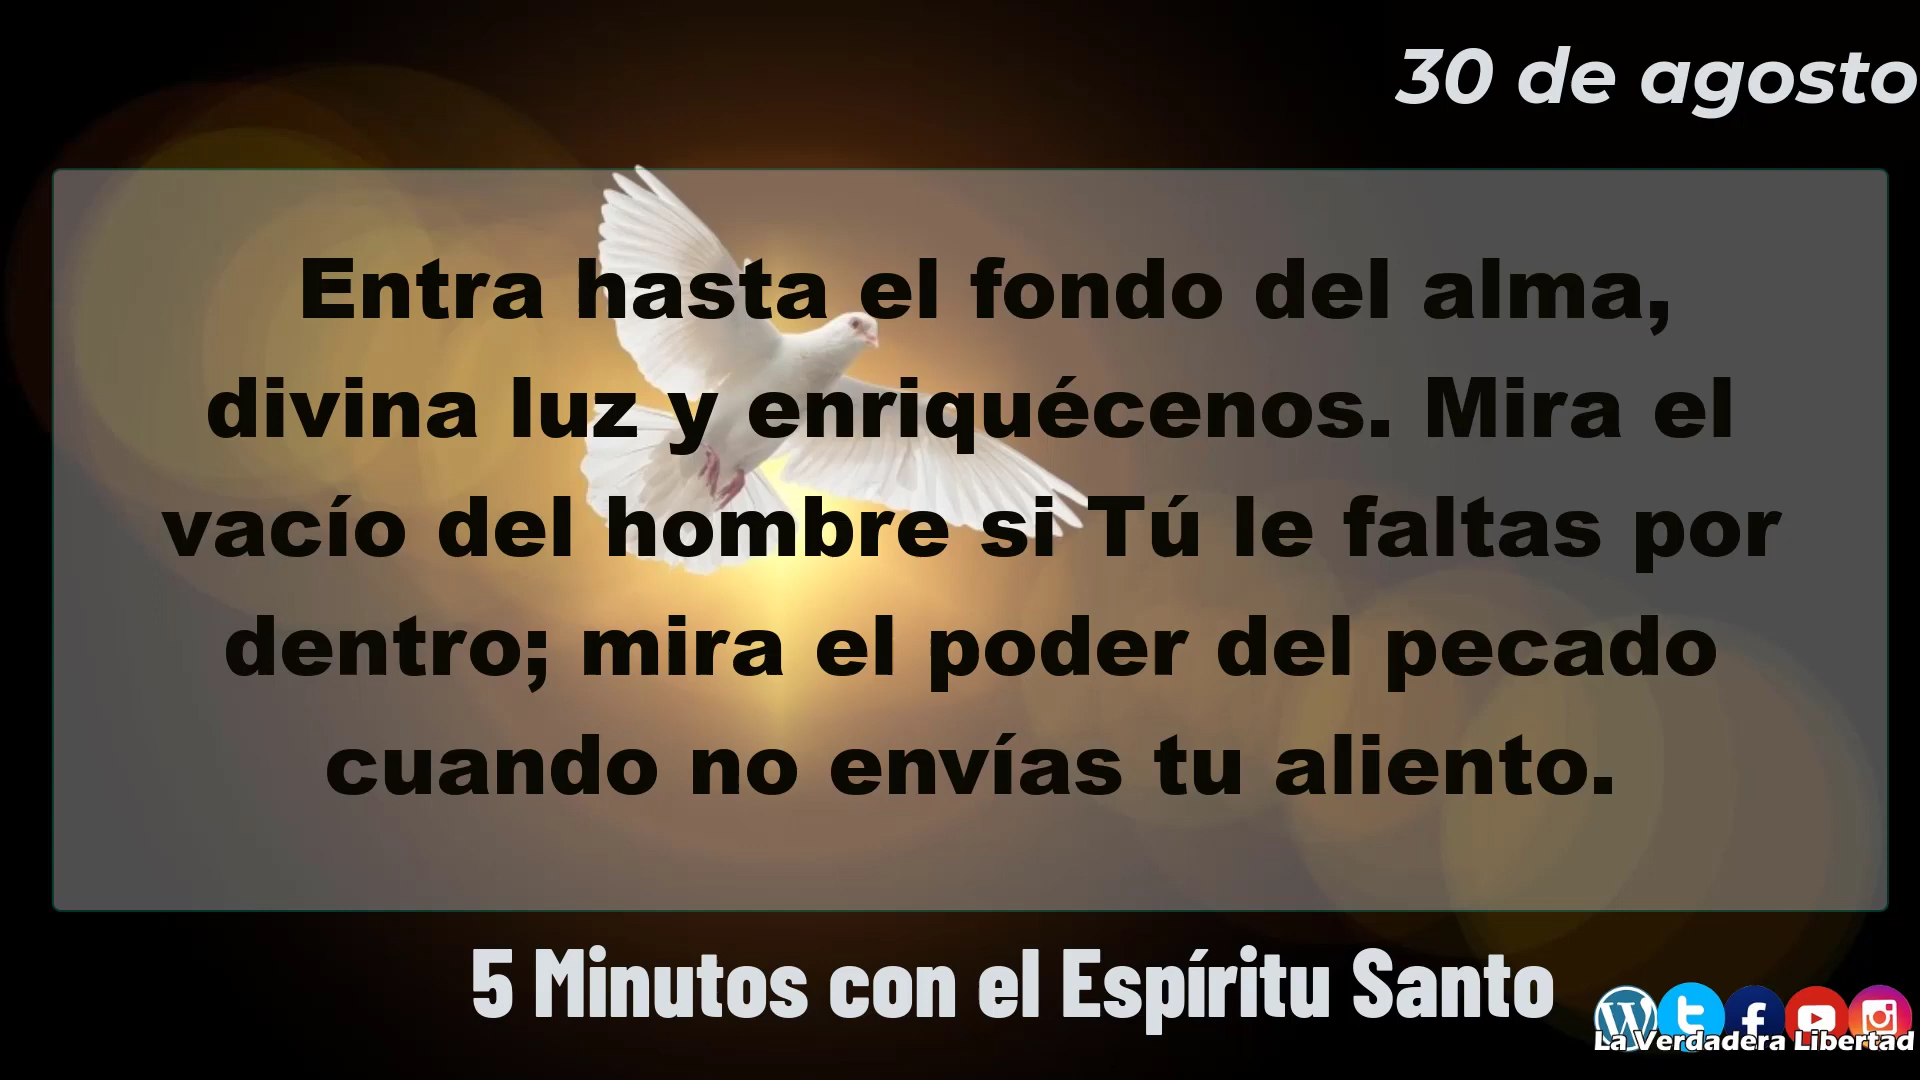 30 de agosto
Entra hasta el fondo del alma,
divina luz y enriquécenos. Mira el
vacío del hombre si Tú le faltas por
dentro; mira el poder del pecado
cuando no envías tu aliento.
5 Minutos con el Espíritu Santo
La Verdadera Libertad